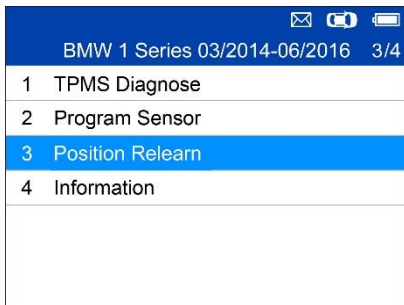 BMW 1 Series 03/2014-06/2016 3/4
1 TPMS Diagnose
2 Program Sensor
3 Position Relearn
4 Information